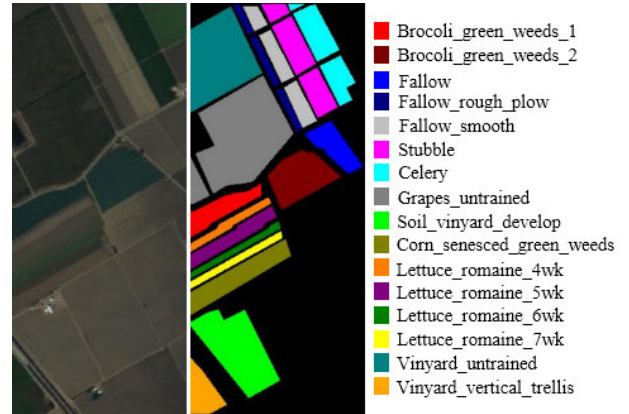 Brocoli_green_weeds_1
Brocoli_green_weeds_2
Fallow
Fallow_rough_plow
Fallow_smooth
Stubble
Celery
Grapes_untrained
Soil_vinyard_develop
Corn_senesced_green_weeds
Lettuce_romaine_4wk
Lettuce_romaine_5wk
Lettuce_romaine_6wk
Lettuce_romaine_7wk
Vinyard_untrained
Vinyard_vertical_trellis